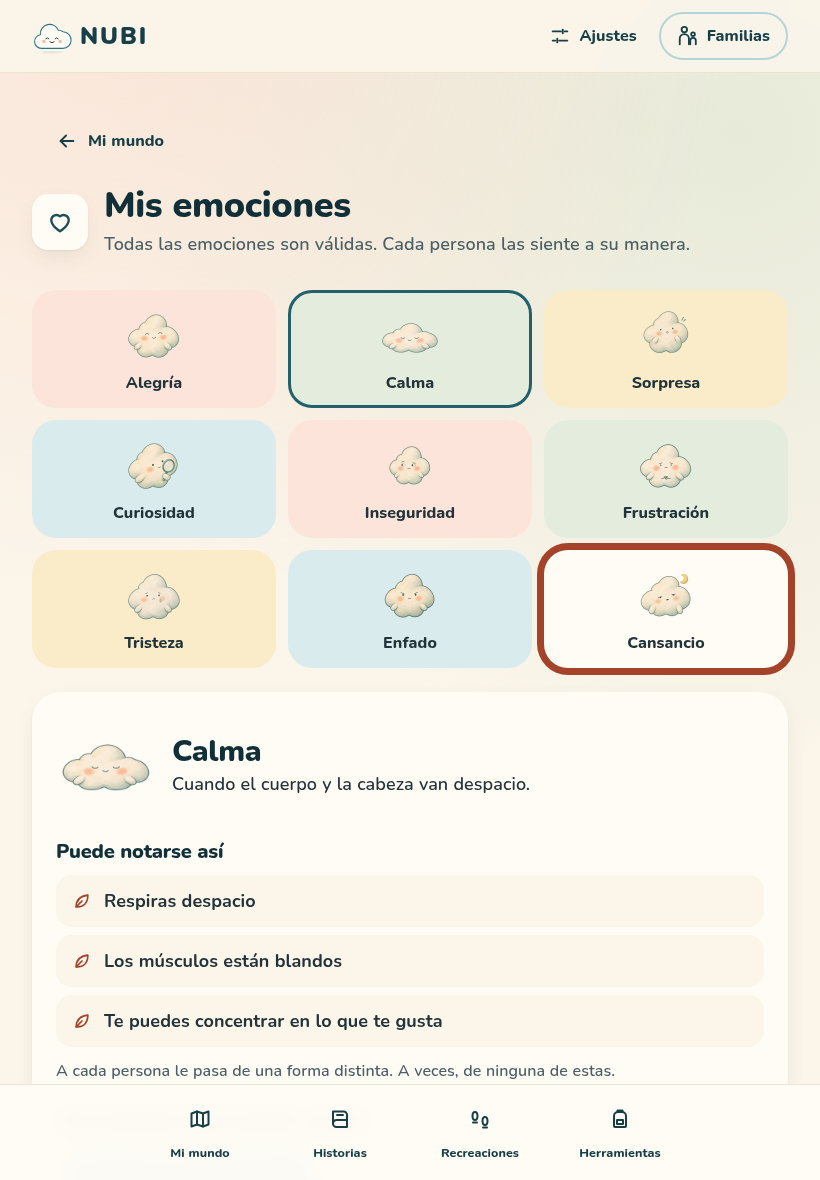 NUBI
Ajustes
Familias
Mi mundo
Mis emociones
Todas las emociones son válidas. Cada persona las siente a su manera.
Alegría
Calma
Sorpresa
Curiosidad
Inseguridad
Frustración
Tristeza
Enfado
Cansancio
Calma
Cuando el cuerpo y la cabeza van despacio.
Puede notarse así
Respiras despacio
Los músculos están blandos
Te puedes concentrar en lo que te gusta
A cada persona le pasa de una forma distinta. A veces, de ninguna de estas.
Mi mundo
Historias
Recreaciones
Herramientas